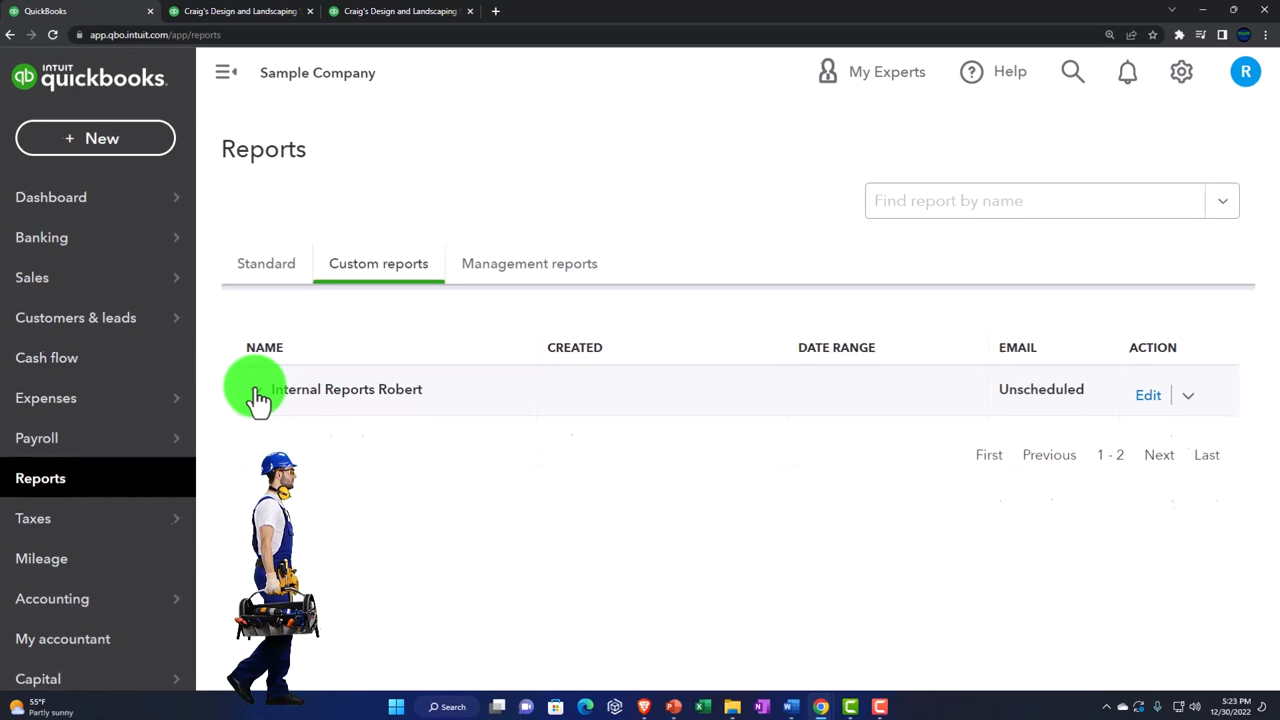 QuickBooks
Craig's Design and Landscaping
Craig's Design and Landscaping
app.qbo.intuit.com/app/reports
INTUIT
quickbooks.
Sample Company
My Experts
Help
R
+ New
Reports
Find report by name
Dashboard
Banking
Sales
Customers & leads
Cash flow
Expenses
Payroll
Reports
Taxes
Mileage
Accounting
My accountant
Capital
Standard
Custom reports
Management reports
NAME
CREATED
DATE RANGE
EMAIL
ACTION
Internal Reports Robert
Unscheduled
Edit
First
Previous
1 - 2
Next
Last
55°F
Partly sunny
Search
5:23 PM
12/30/2022